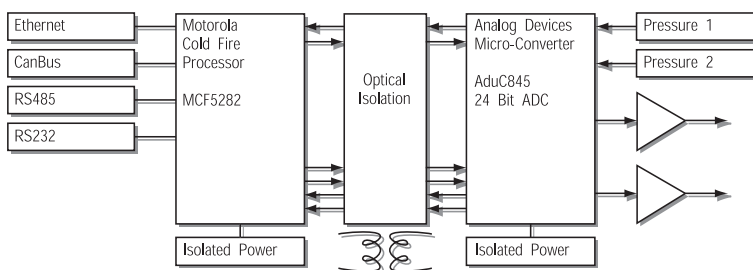 Ethernet
CanBus
RS485
RS232
Motorola
Cold Fire
Processor
MCF5282
Isolated Power
Optical
Isolation
Analog Devices
Micro-Converter
AduC845
24 Bit ADC
Isolated Power
Pressure 1
Pressure 2